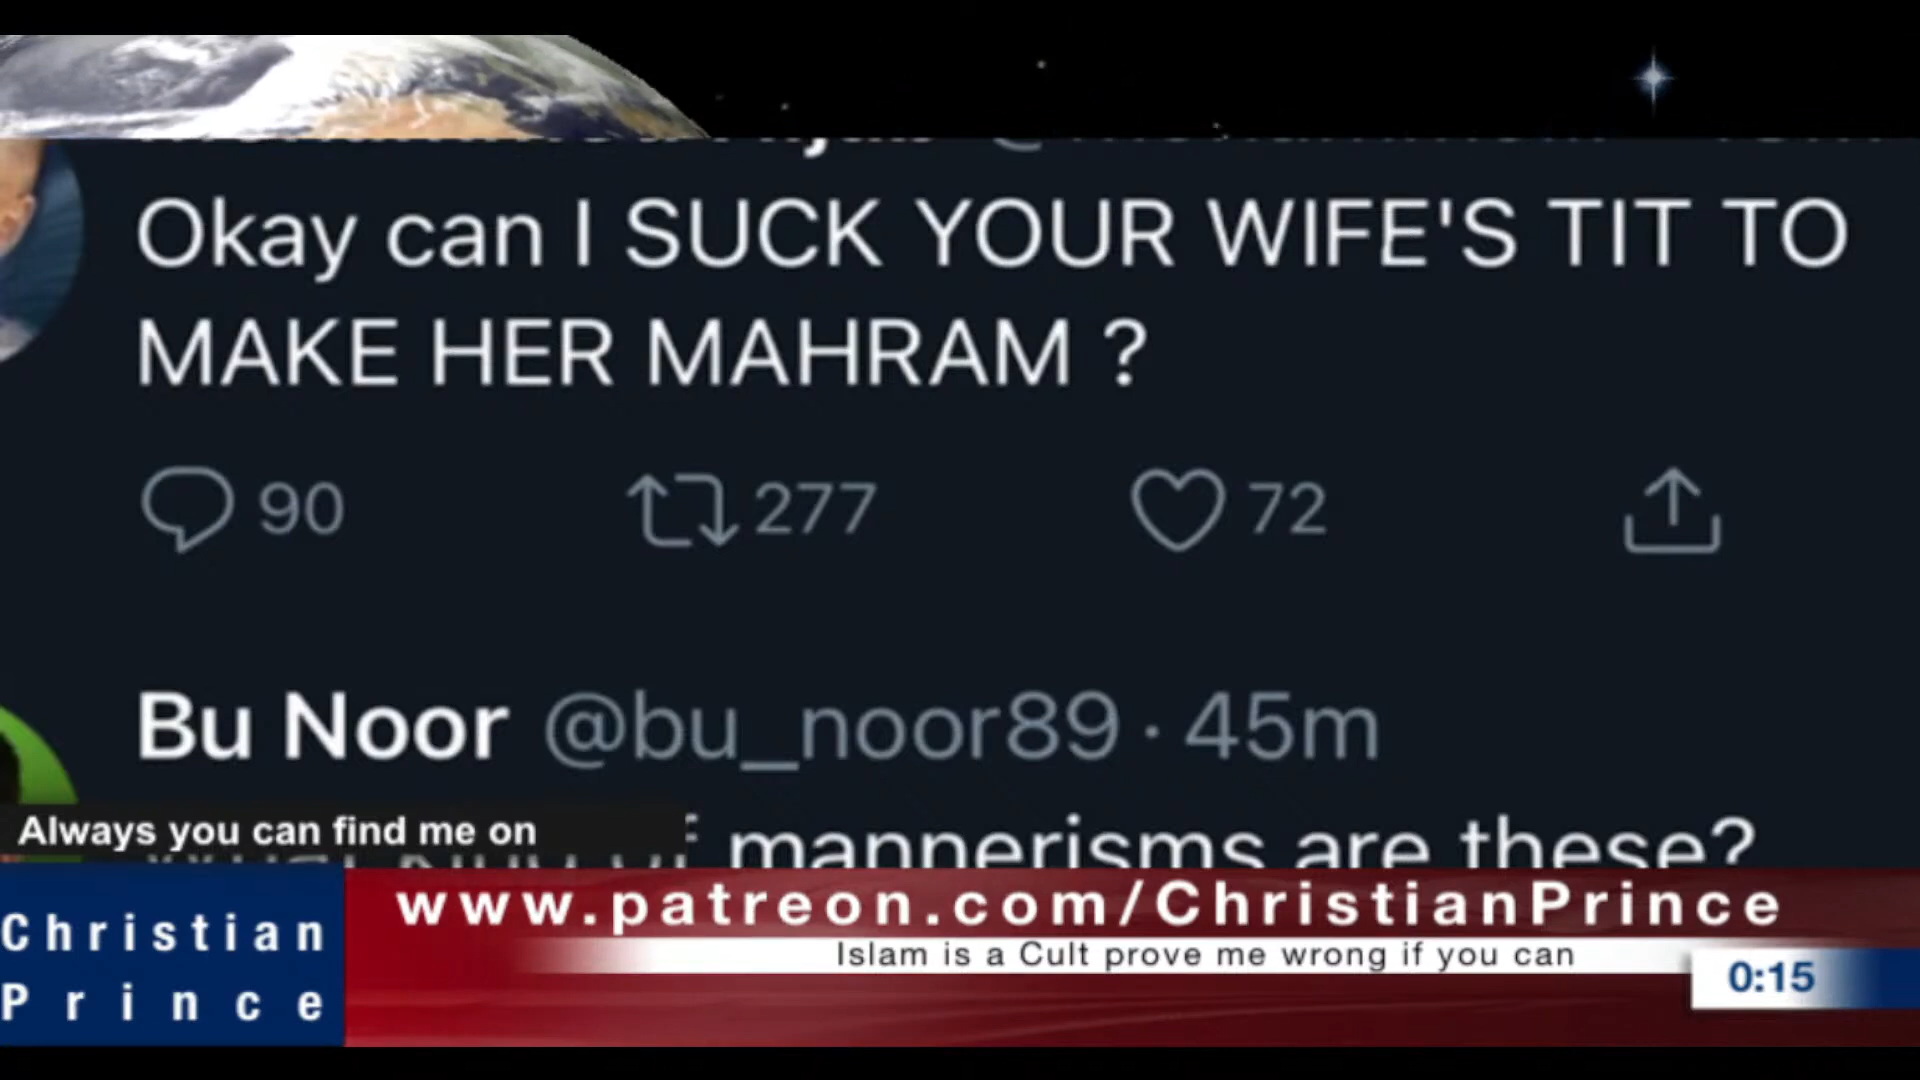 Okay can I SUCK YOUR WIFE'S TIT TO
MAKE HER MAHRAM ?
90 277 72
Bu Noor @bu_noor89 · 45m
mannerisms are these?
Always you can find me on
www.patreon.com/ChristianPrince
Christian
Prince
Islam is a Cult prove me wrong if you can
0:15